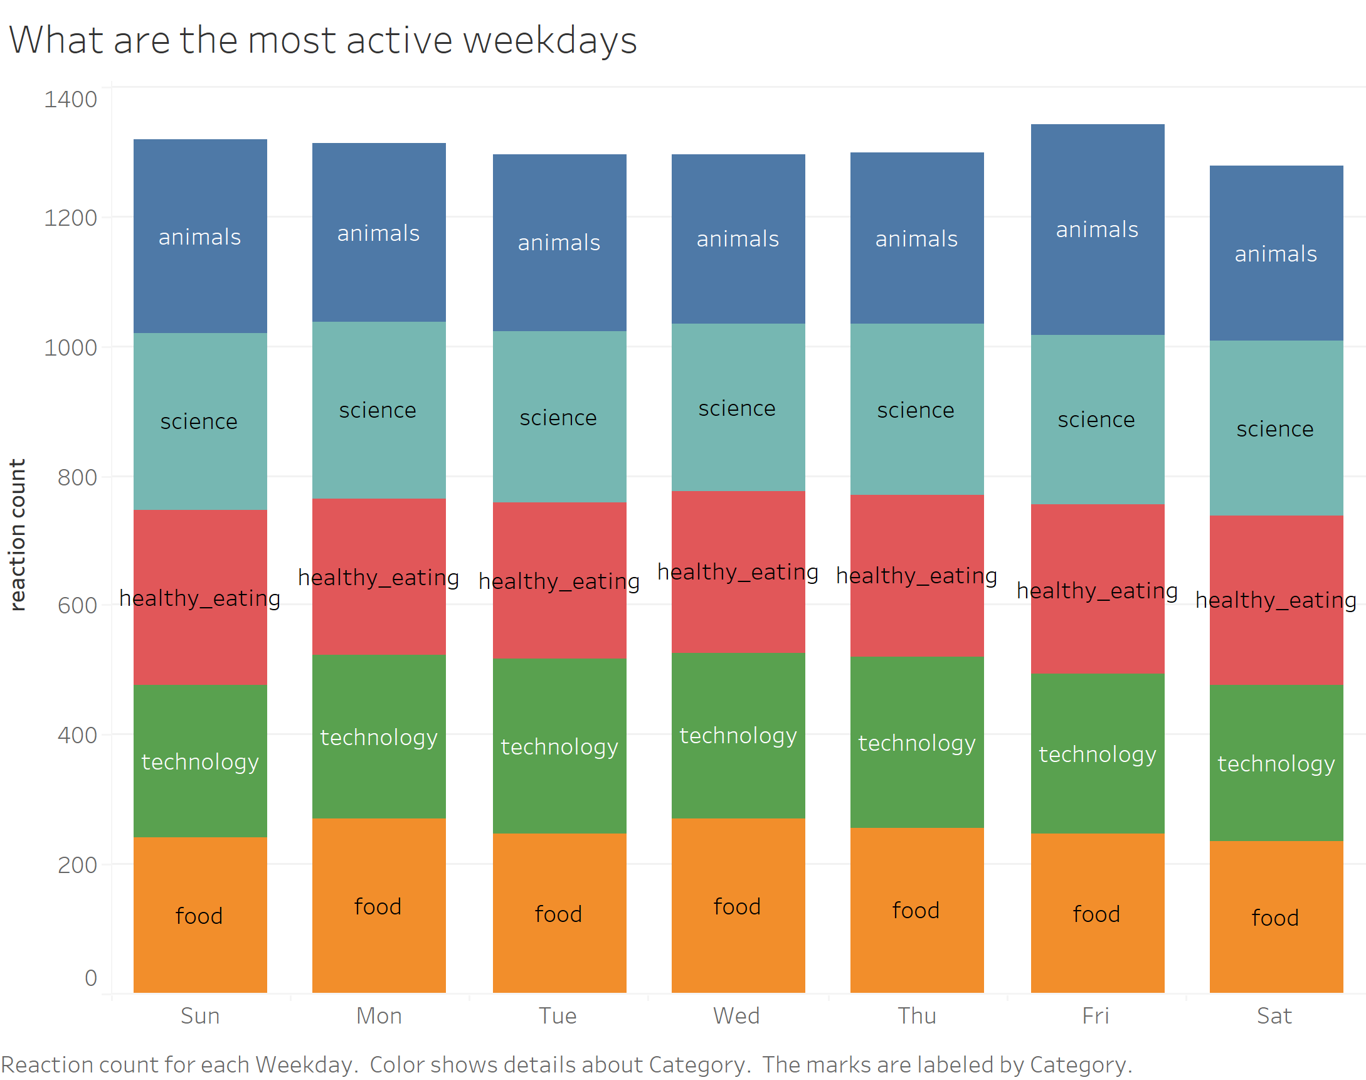 What are the most active weekdays
1400
1200
1000
800
600
400
200
0
reaction count
animals animals animals animals animals animals animals
science science science science science science science
healthy_eating healthy_eating healthy_eating healthy_eating healthy_eating healthy_eating healthy_eating
technology technology technology technology technology technology technology
food food food food food food food
Sun Mon Tue Wed Thu Fri Sat
Reaction count for each Weekday.  Color shows details about Category.  The marks are labeled by Category.